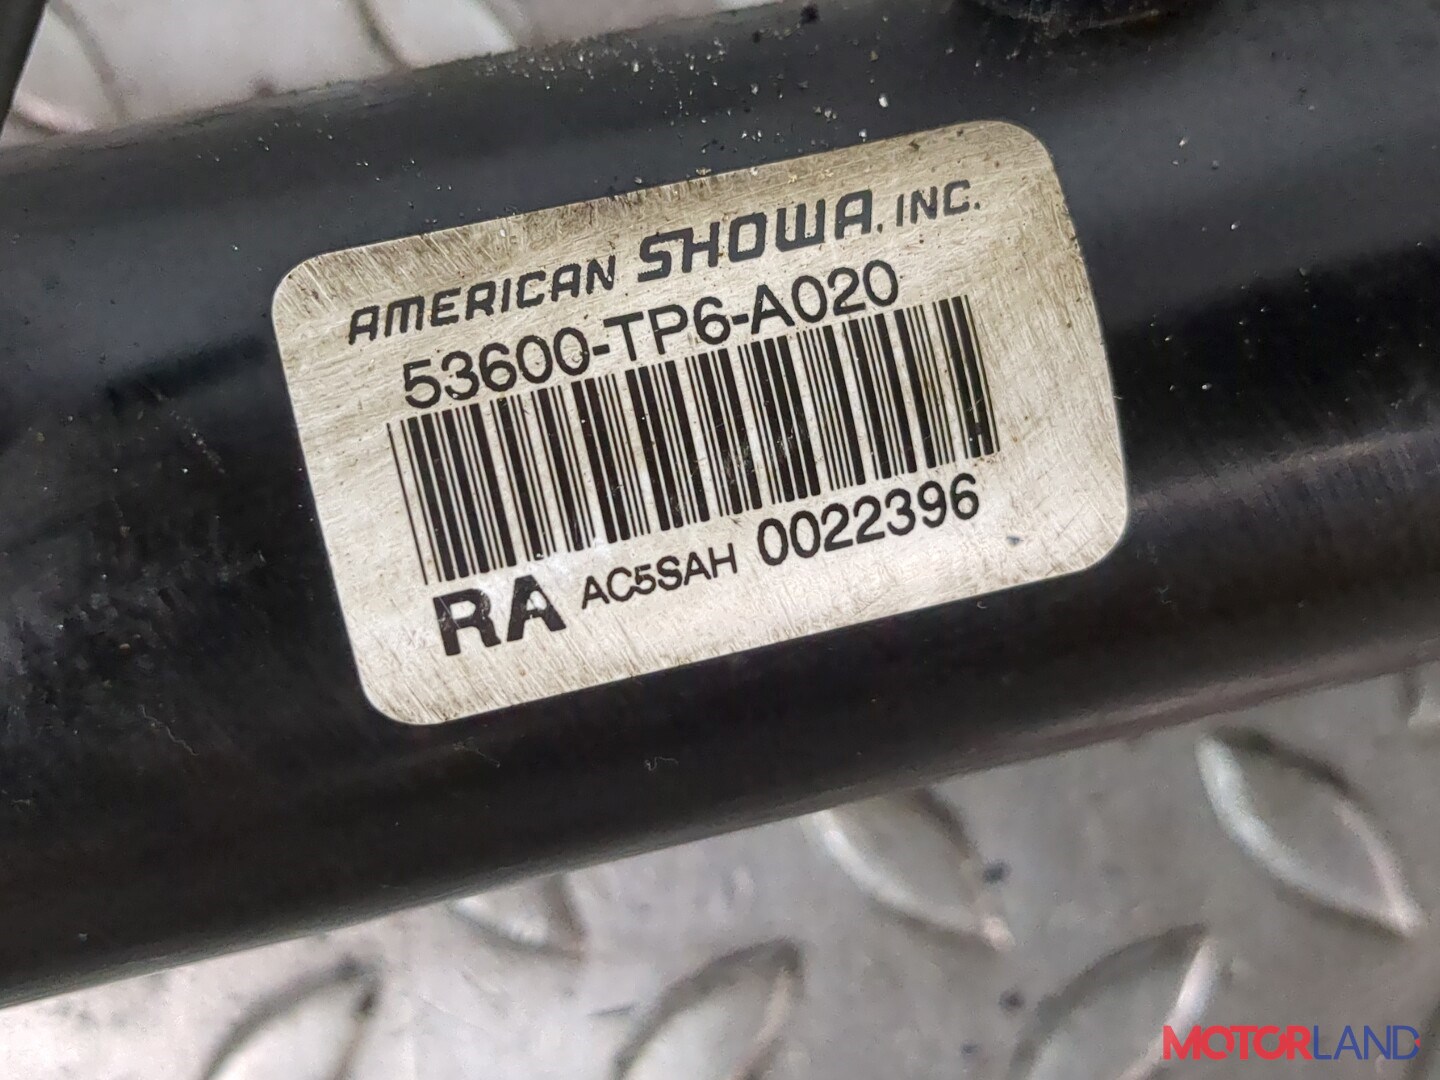 AMERICAN SHOWA, INC.
53600-TP6-A020
RA AC5SAH 0022396
MOTORLAND